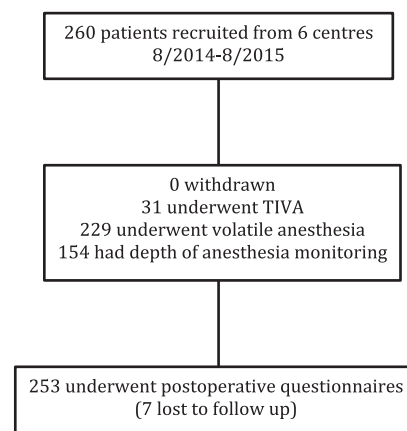 260 patients recruited from 6 centres
8/2014-8/2015
0 withdrawn
31 underwent TIVA
229 underwent volatile anesthesia
154 had depth of anesthesia monitoring
253 underwent postoperative questionnaires
(7 lost to follow up)